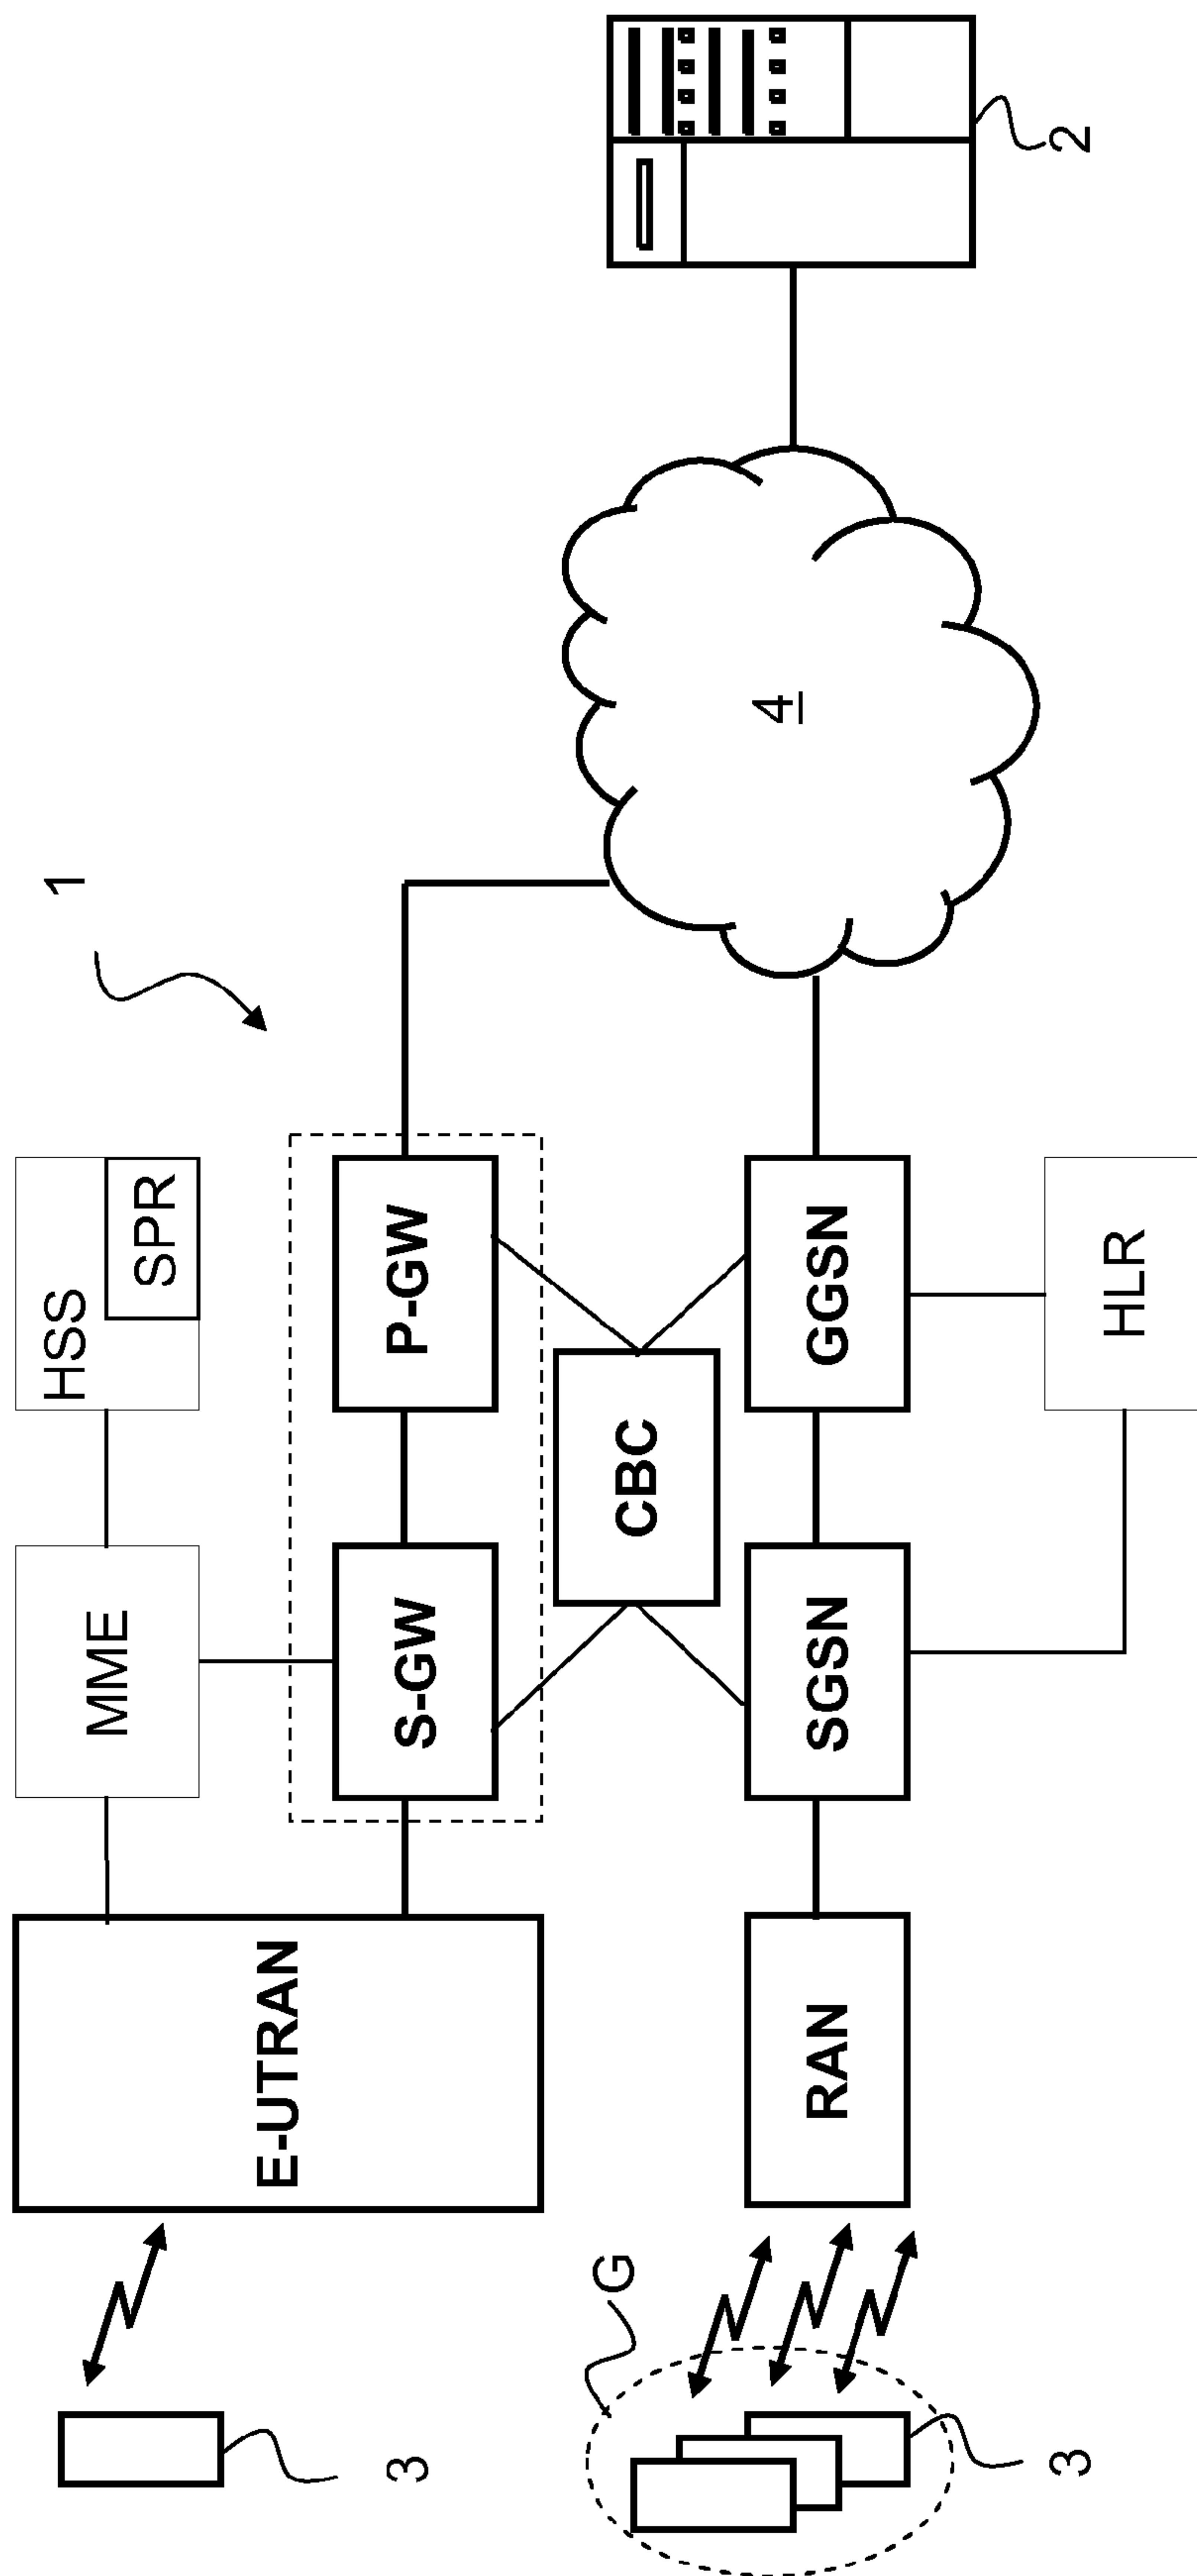 1
HSS
SPR
MME
E-UTRAN
3
P-GW
S-GW
CBC
GGSN
SGSN
RAN
HLR
G
3
4
2